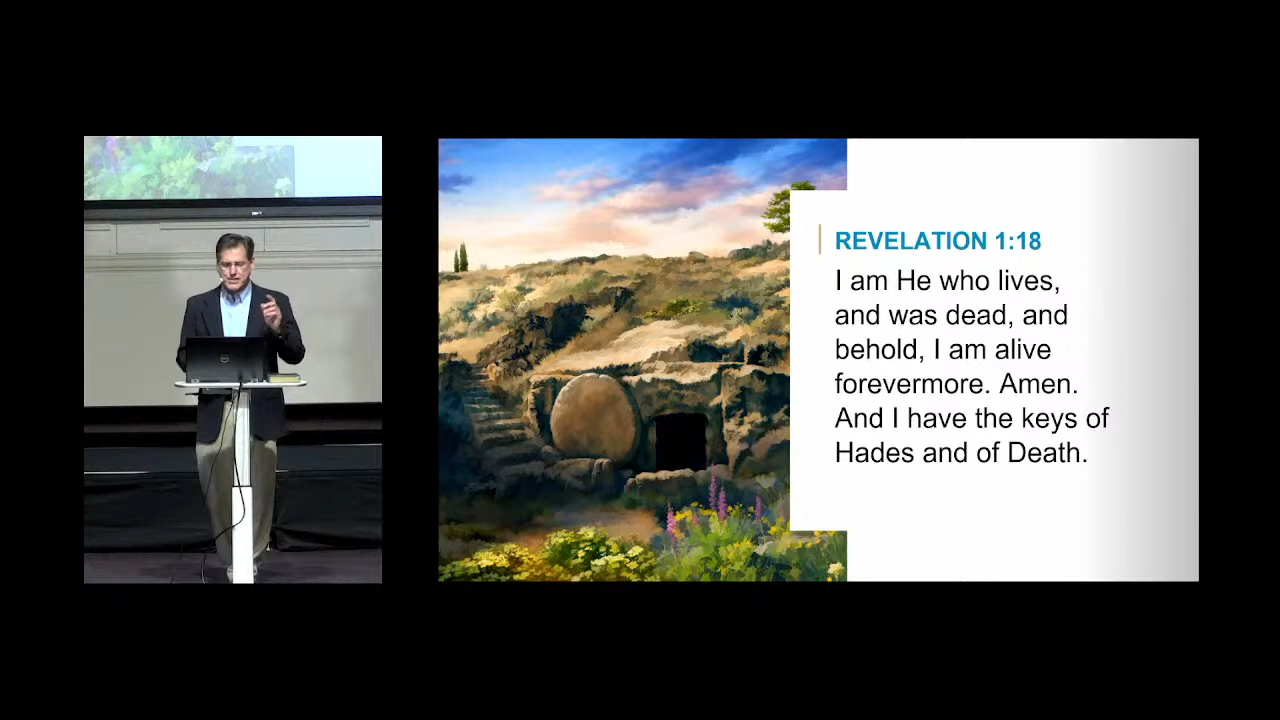 REVELATION 1:18
I am He who lives,
and was dead, and
behold, I am alive
forevermore. Amen.
And I have the keys of
Hades and of Death.